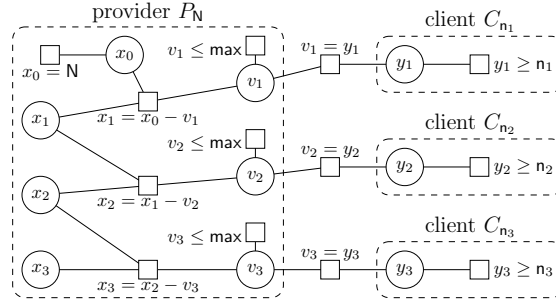 provider P_N
client C_n₁
x₀ = N
x₀
v₁ ≤ max
v₁
v₁ = y₁
y₁
y₁ ≥ n₁
x₁
x₁ = x₀ − v₁
client C_n₂
v₂ ≤ max
v₂
v₂ = y₂
y₂
y₂ ≥ n₂
x₂
x₂ = x₁ − v₂
client C_n₃
v₃ ≤ max
v₃
v₃ = y₃
y₃
y₃ ≥ n₃
x₃
x₃ = x₂ − v₃